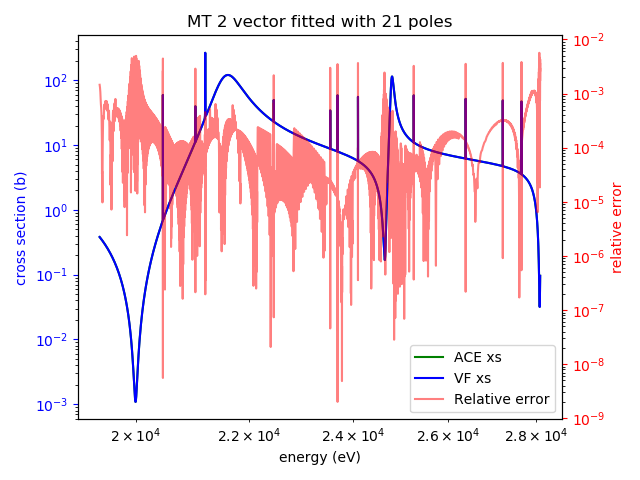 MT 2 vector fitted with 21 poles
10²
10¹
10⁰
10⁻¹
10⁻²
10⁻³
cross section (b)
10⁻²
10⁻³
10⁻⁴
10⁻⁵
10⁻⁶
10⁻⁷
10⁻⁸
10⁻⁹
relative error
ACE xs
VF xs
Relative error
2 × 10⁴
2.2 × 10⁴
2.4 × 10⁴
2.6 × 10⁴
2.8 × 10⁴
energy (eV)